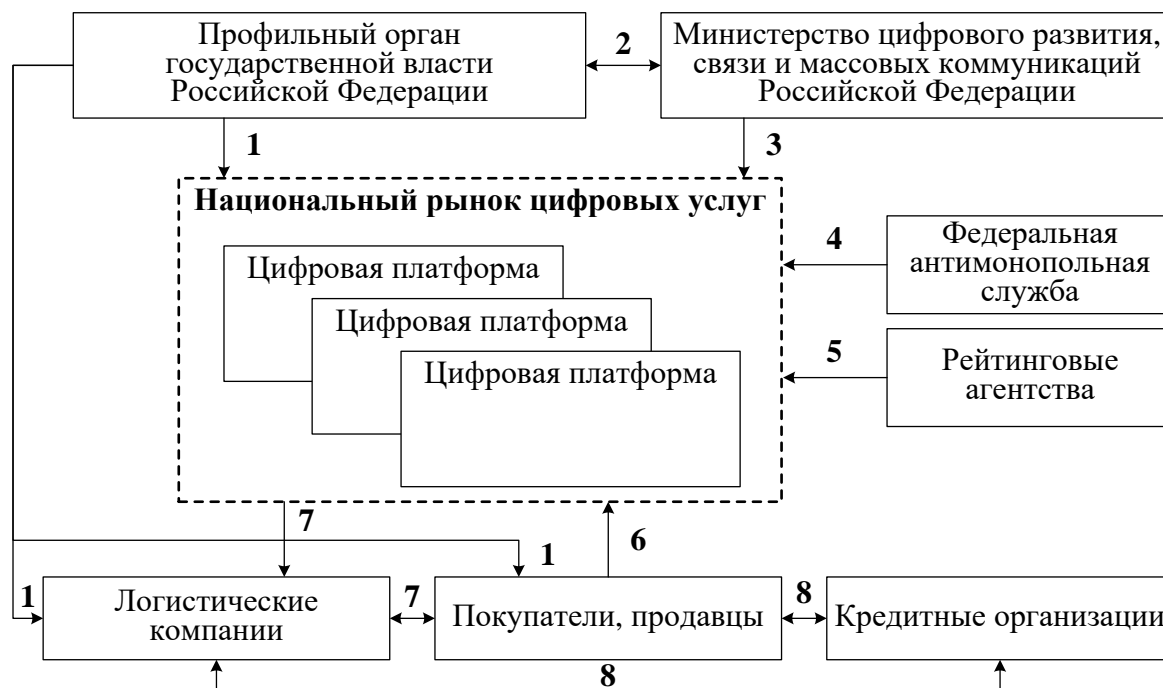 Профильный орган
государственной власти
Российской Федерации
2
Министерство цифрового развития,
связи и массовых коммуникаций
Российской Федерации
1
3
Национальный рынок цифровых услуг
Цифровая платформа
Цифровая платформа
Цифровая платформа
4
Федеральная
антимонопольная
служба
5
Рейтинговые
агентства
7
6
1
1
Логистические
компании
7
Покупатели, продавцы
8
Кредитные организации
8